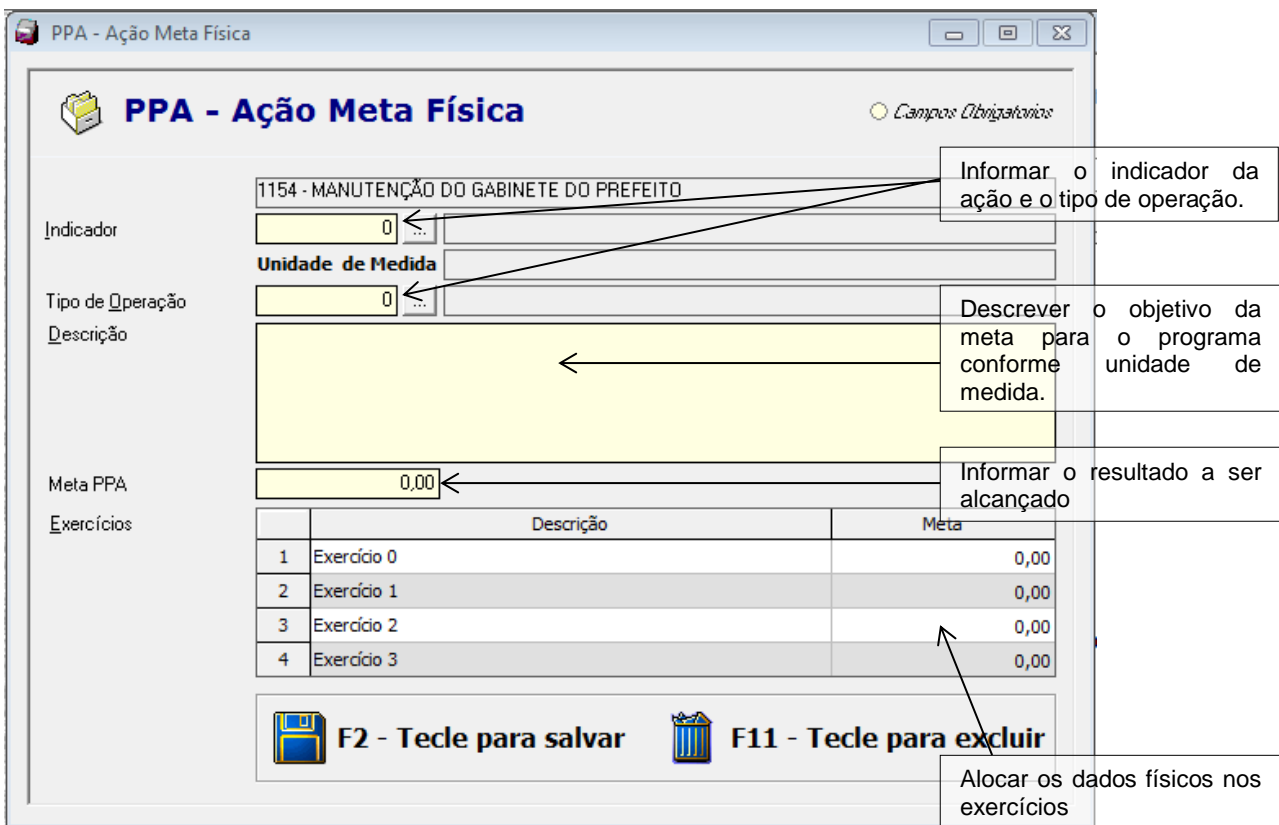 PPA - Ação Meta Física
PPA - Ação Meta Física
Campos Obrigatorios
1154 - MANUTENÇÃO DO GABINETE DO PREFEITO
Informar o indicador da
ação e o tipo de operação.
Indicador
0 ...
Unidade de Medida
Tipo de Operação
0 ...
Descrição
Descrever o objetivo da
meta para o programa
conforme unidade de
medida.
Meta PPA
0,00
Informar o resultado a ser
alcançado
Exercícios
Descrição Meta
1 Exercício 0 0,00
2 Exercício 1 0,00
3 Exercício 2 0,00
4 Exercício 3 0,00
F2 - Tecle para salvar
F11 - Tecle para excluir
Alocar os dados físicos nos
exercícios